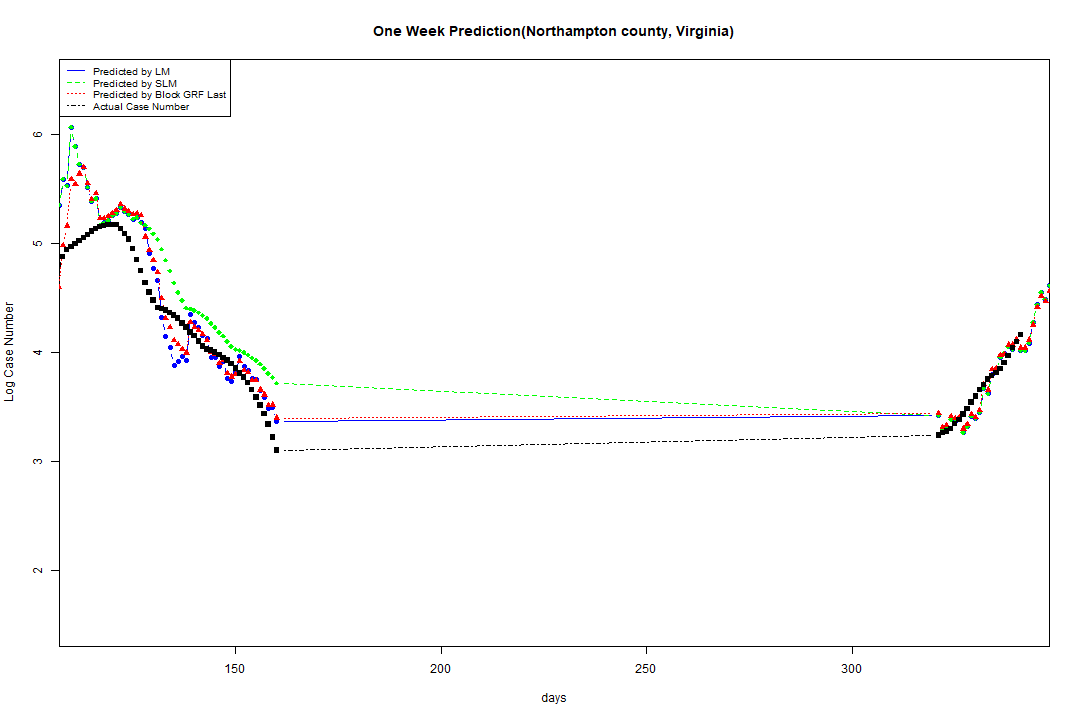 One Week Prediction(Northampton county, Virginia)
Predicted by LM
Predicted by SLM
Predicted by Block GRF Last
Actual Case Number
6
5
4
3
2
Log Case Number
150
200
250
300
days